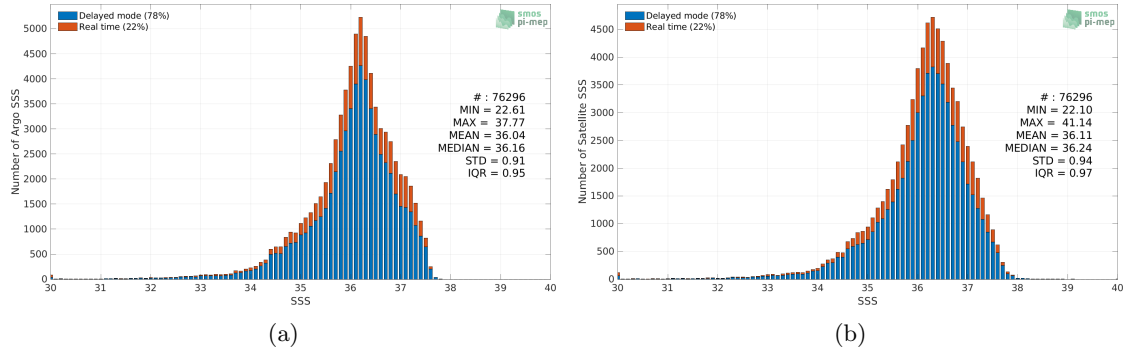 Delayed mode (78%)
Real time (22%)
smos
pi-mep
Number of Argo SSS
5000
4500
4000
3500
3000
2500
2000
1500
1000
500
0
# : 76296
MIN = 22.61
MAX = 37.77
MEAN = 36.04
MEDIAN = 36.16
STD = 0.91
IQR = 0.95
30 31 32 33 34 35 36 37 38 39 40
SSS
(a)
Delayed mode (78%)
Real time (22%)
smos
pi-mep
Number of Satellite SSS
4500
4000
3500
3000
2500
2000
1500
1000
500
0
# : 76296
MIN = 22.10
MAX = 41.14
MEAN = 36.11
MEDIAN = 36.24
STD = 0.94
IQR = 0.97
30 31 32 33 34 35 36 37 38 39 40
SSS
(b)